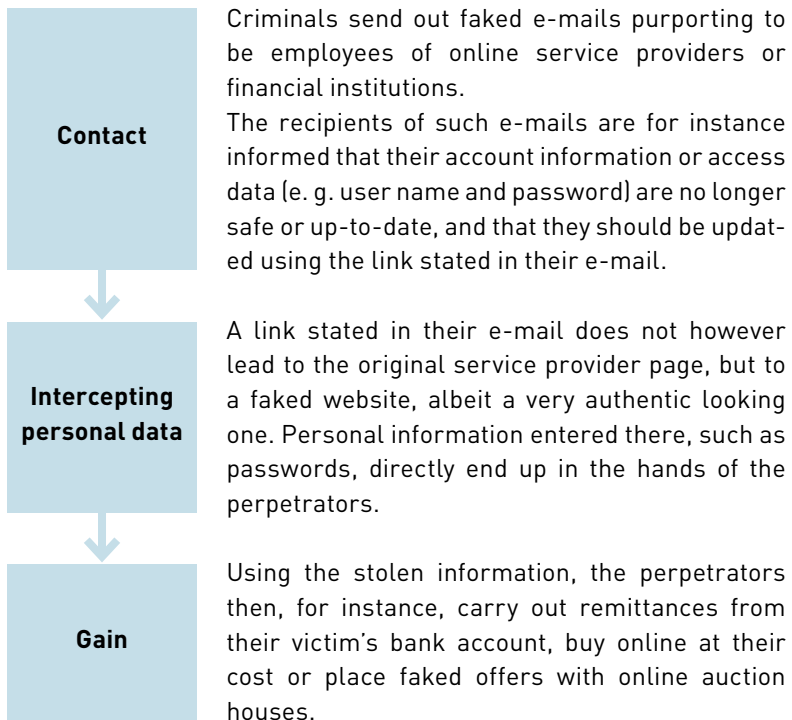 Contact
Criminals send out faked e-mails purporting to
be employees of online service providers or
financial institutions.
The recipients of such e-mails are for instance
informed that their account information or access
data (e. g. user name and password) are no longer
safe or up-to-date, and that they should be updat-
ed using the link stated in their e-mail.
Intercepting
personal data
A link stated in their e-mail does not however
lead to the original service provider page, but to
a faked website, albeit a very authentic looking
one. Personal information entered there, such as
passwords, directly end up in the hands of the
perpetrators.
Gain
Using the stolen information, the perpetrators
then, for instance, carry out remittances from
their victim's bank account, buy online at their
cost or place faked offers with online auction
houses.